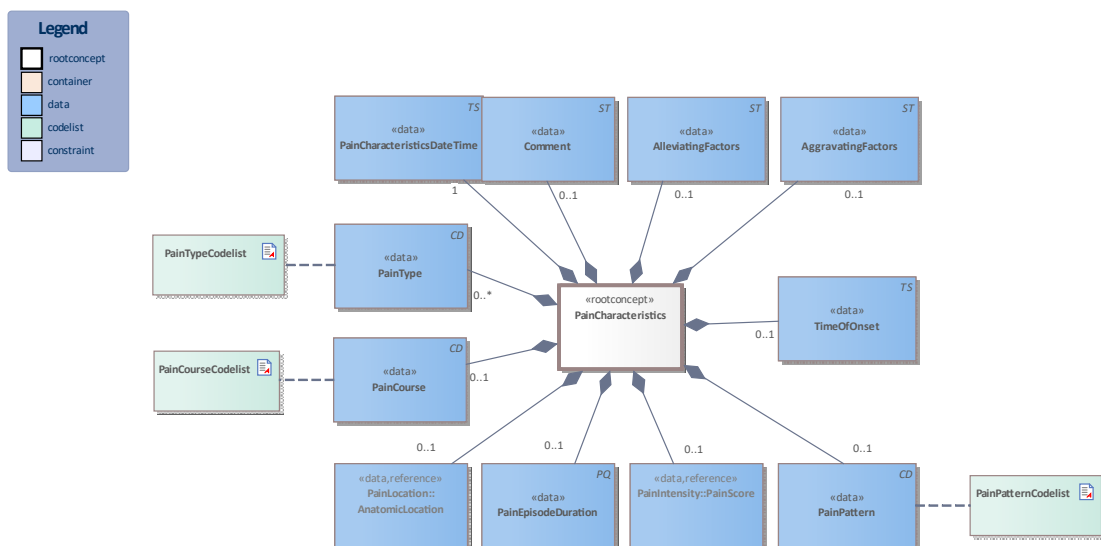 Legend
rootconcept
container
data
codelist
constraint
TS
«data»
PainCharacteristicsDateTime
ST
«data»
Comment
ST
«data»
AlleviatingFactors
ST
«data»
AggravatingFactors
1
0..1
0..1
0..1
PainTypeCodelist
CD
«data»
PainType
0..*
«rootconcept»
PainCharacteristics
TS
«data»
TimeOfOnset
0..1
PainCourseCodelist
CD
«data»
PainCourse
0..1
0..1
0..1
0..1
0..1
«data,reference»
PainLocation::
AnatomicLocation
PQ
«data»
PainEpisodeDuration
«data,reference»
PainIntensity::PainScore
CD
«data»
PainPattern
PainPatternCodelist